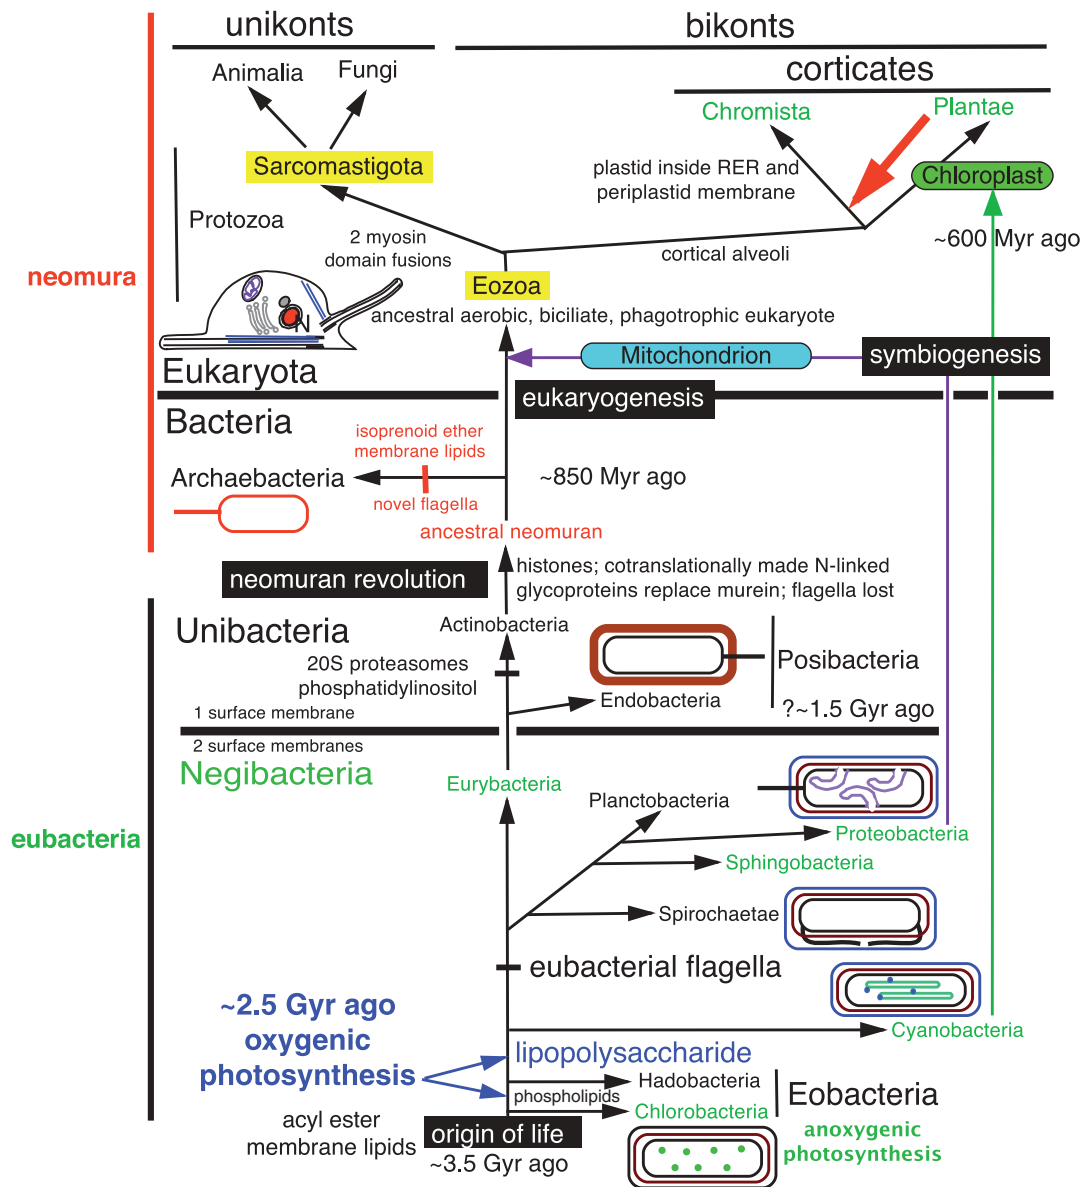 unikonts
bikonts
Animalia
Fungi
corticates
Chromista
Plantae
Sarcomastigota
plastid inside RER and
periplastid membrane
Chloroplast
Protozoa
2 myosin
domain fusions
cortical alveoli
~600 Myr ago
neomura
Eozoa
N
ancestral aerobic, biciliate, phagotrophic eukaryote
Mitochondrion
symbiogenesis
Eukaryota
eukaryogenesis
Bacteria
isoprenoid ether
membrane lipids
Archaebacteria
~850 Myr ago
novel flagella
ancestral neomuran
neomuran revolution
histones; cotranslationally made N-linked
glycoproteins replace murein; flagella lost
Unibacteria
Actinobacteria
20S proteasomes
phosphatidylinositol
Posibacteria
Endobacteria
?~1.5 Gyr ago
1 surface membrane
2 surface membranes
Negibacteria
Eurybacteria
Planctobacteria
eubacteria
Proteobacteria
Sphingobacteria
Spirochaetae
eubacterial flagella
~2.5 Gyr ago
oxygenic
photosynthesis
Cyanobacteria
lipopolysaccharide
Hadobacteria
phospholipids
Eobacteria
Chlorobacteria
acyl ester
membrane lipids
origin of life
anoxygenic
photosynthesis
~3.5 Gyr ago